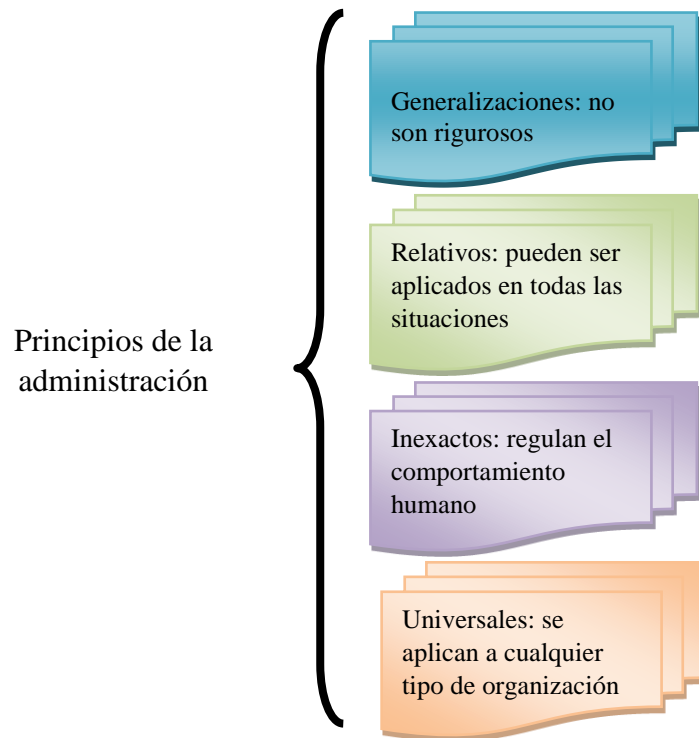 Principios de la
administración
Generalizaciones: no
son rigurosos
Relativos: pueden ser
aplicados en todas las
situaciones
Inexactos: regulan el
comportamiento
humano
Universales: se
aplican a cualquier
tipo de organización